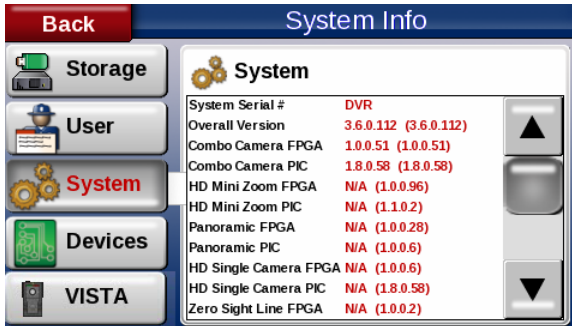 Back
System Info
Storage
User
System
Devices
VISTA
System
System Serial # DVR
Overall Version 3.6.0.112 (3.6.0.112)
Combo Camera FPGA 1.0.0.51 (1.0.0.51)
Combo Camera PIC 1.8.0.58 (1.8.0.58)
HD Mini Zoom FPGA N/A (1.0.0.96)
HD Mini Zoom PIC N/A (1.1.0.2)
Panoramic FPGA N/A (1.0.0.28)
Panoramic PIC N/A (1.0.0.6)
HD Single Camera FPGA N/A (1.0.0.6)
HD Single Camera PIC N/A (1.8.0.58)
Zero Sight Line FPGA N/A (1.0.0.2)